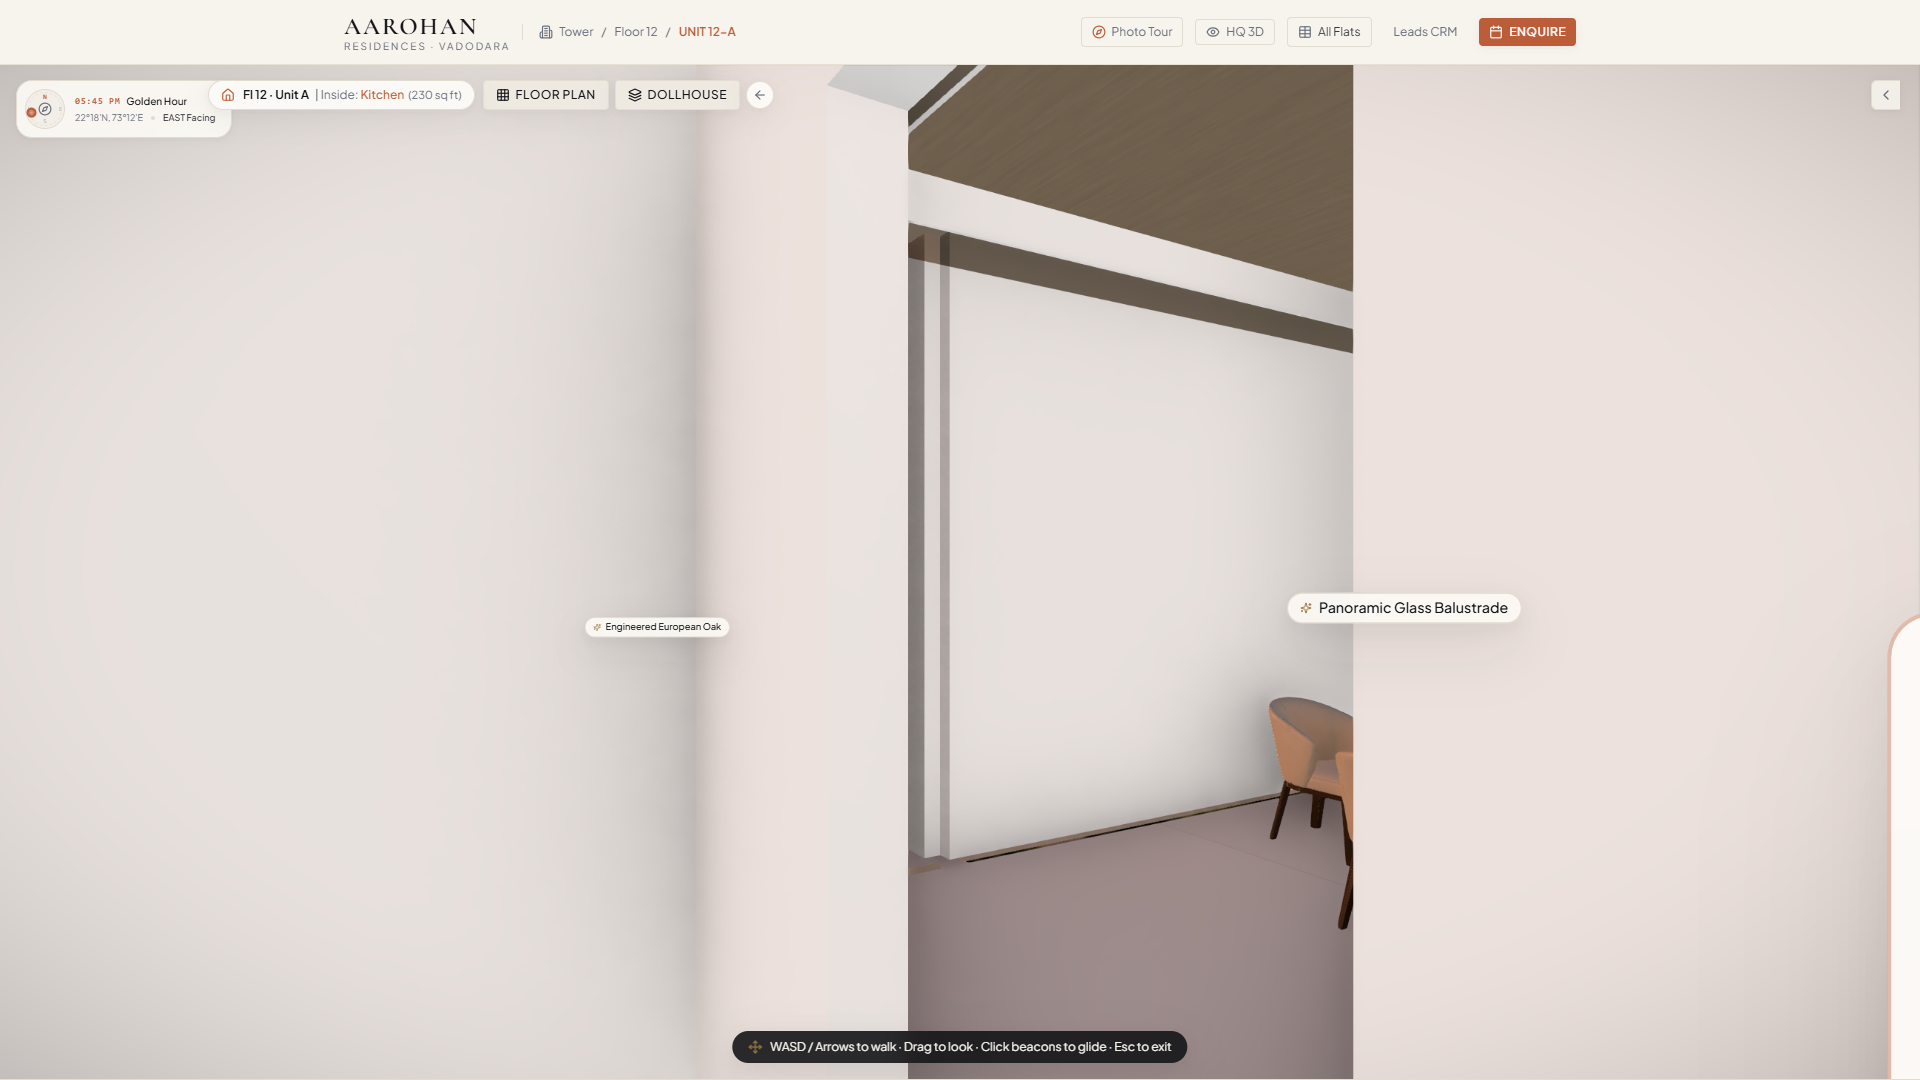 AAROHAN
RESIDENCES · VADODARA
Tower / Floor 12 / UNIT 12-A
Photo Tour
HQ 3D
All Flats
Leads CRM
ENQUIRE
N
05:45 PM Golden Hour
22°18'N, 73°12'E EAST Facing
Fl 12 · Unit A | Inside: Kitchen (230 sq ft)
FLOOR PLAN
DOLLHOUSE
Panoramic Glass Balustrade
Engineered European Oak
WASD / Arrows to walk · Drag to look · Click beacons to glide · Esc to exit